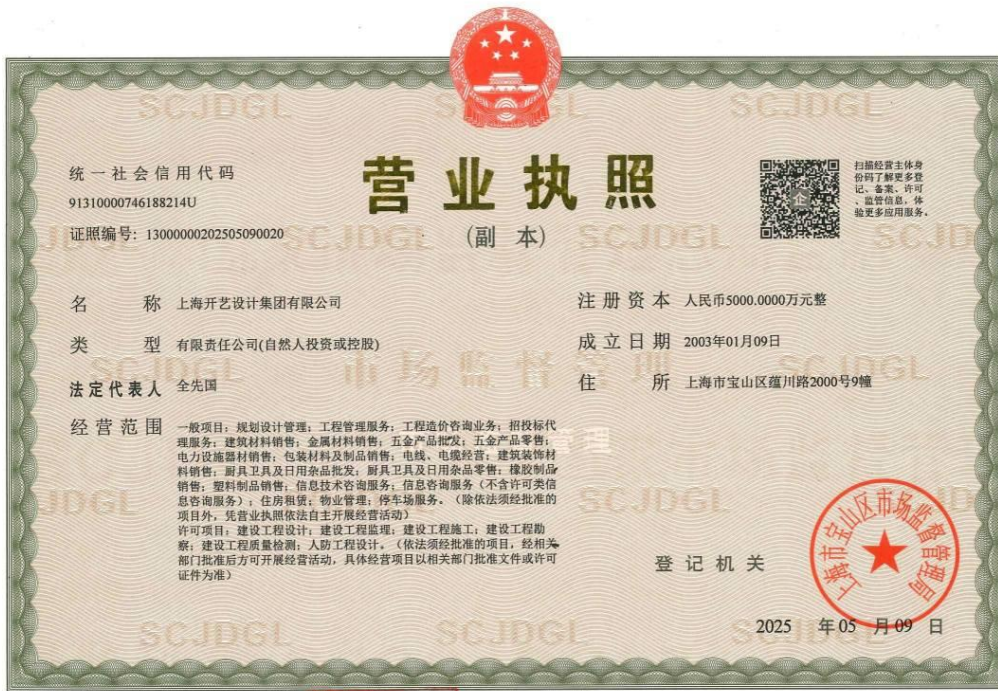 统一社会信用代码
91310000746188214U
证照编号：13000000202505090020
营业执照
(副 本)
扫描经营主体身
份码了解更多登
记、备案、许可
、监管信息，体
验更多应用服务。
名 称 上海开艺设计集团有限公司
类 型 有限责任公司(自然人投资或控股)
法定代表人 全先国
经营范围 一般项目：规划设计管理；工程管理服务；工程造价咨询业务；招投标代
理服务；建筑材料销售；金属材料销售；五金产品批发；五金产品零售；
电力设施器材销售；包装材料及制品销售；电线、电缆经营；建筑装饰材
料销售；厨具卫具及日用杂品批发；厨具卫具及日用杂品零售；橡胶制品
销售；塑料制品销售；信息技术咨询服务；信息咨询服务（不含许可类信
息咨询服务）；住房租赁；物业管理；停车场服务。（除依法须经批准的
项目外，凭营业执照依法自主开展经营活动）
许可项目：建设工程设计；建设工程监理；建设工程施工；建设工程勘
察；建设工程质量检测；人防工程设计。（依法须经批准的项目，经相关
部门批准后方可开展经营活动，具体经营项目以相关部门批准文件或许可
证件为准）
注册资本 人民币5000.0000万元整
成立日期 2003年01月09日
住 所 上海市宝山区蕰川路2000号9幢
登记机关
上海市宝山区市场监督管理局
2025 年 05 月 09 日
SCJDGL
市场监督管理